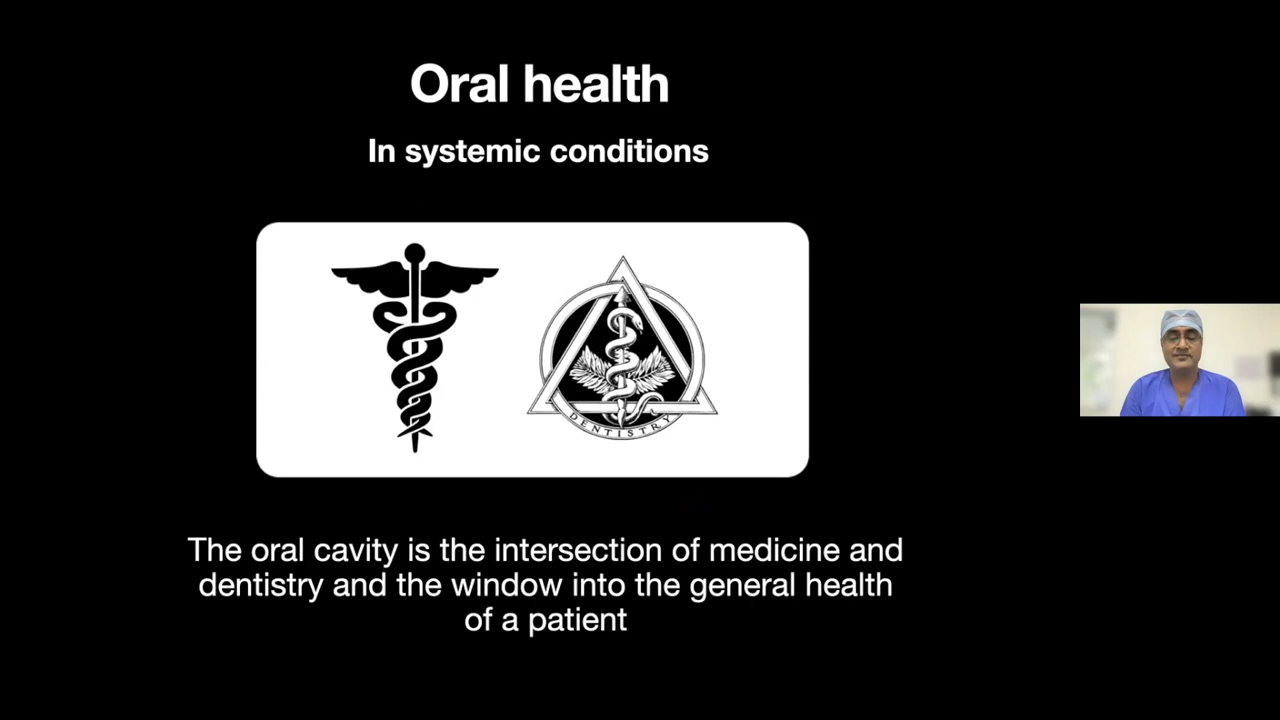 Oral health
In systemic conditions
DENTISTRY
The oral cavity is the intersection of medicine and
dentistry and the window into the general health
of a patient